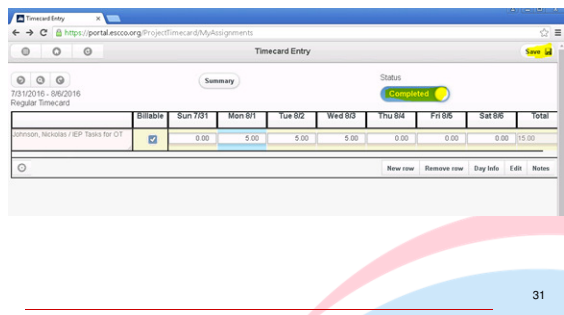 Timecard Entry
https://portal.escco.org/ProjectTimecard/MyAssignments
Timecard Entry
Save
Summary
Status
Completed
7/31/2016 - 8/6/2016
Regular Timecard
Billable Sun 7/31 Mon 8/1 Tue 8/2 Wed 8/3 Thu 8/4 Fri 8/5 Sat 8/6 Total
Johnson, Nickolas / IEP Tasks for OT 0.00 5.00 5.00 5.00 0.00 0.00 0.00 15.00
New row Remove row Day Info Edit Notes
31